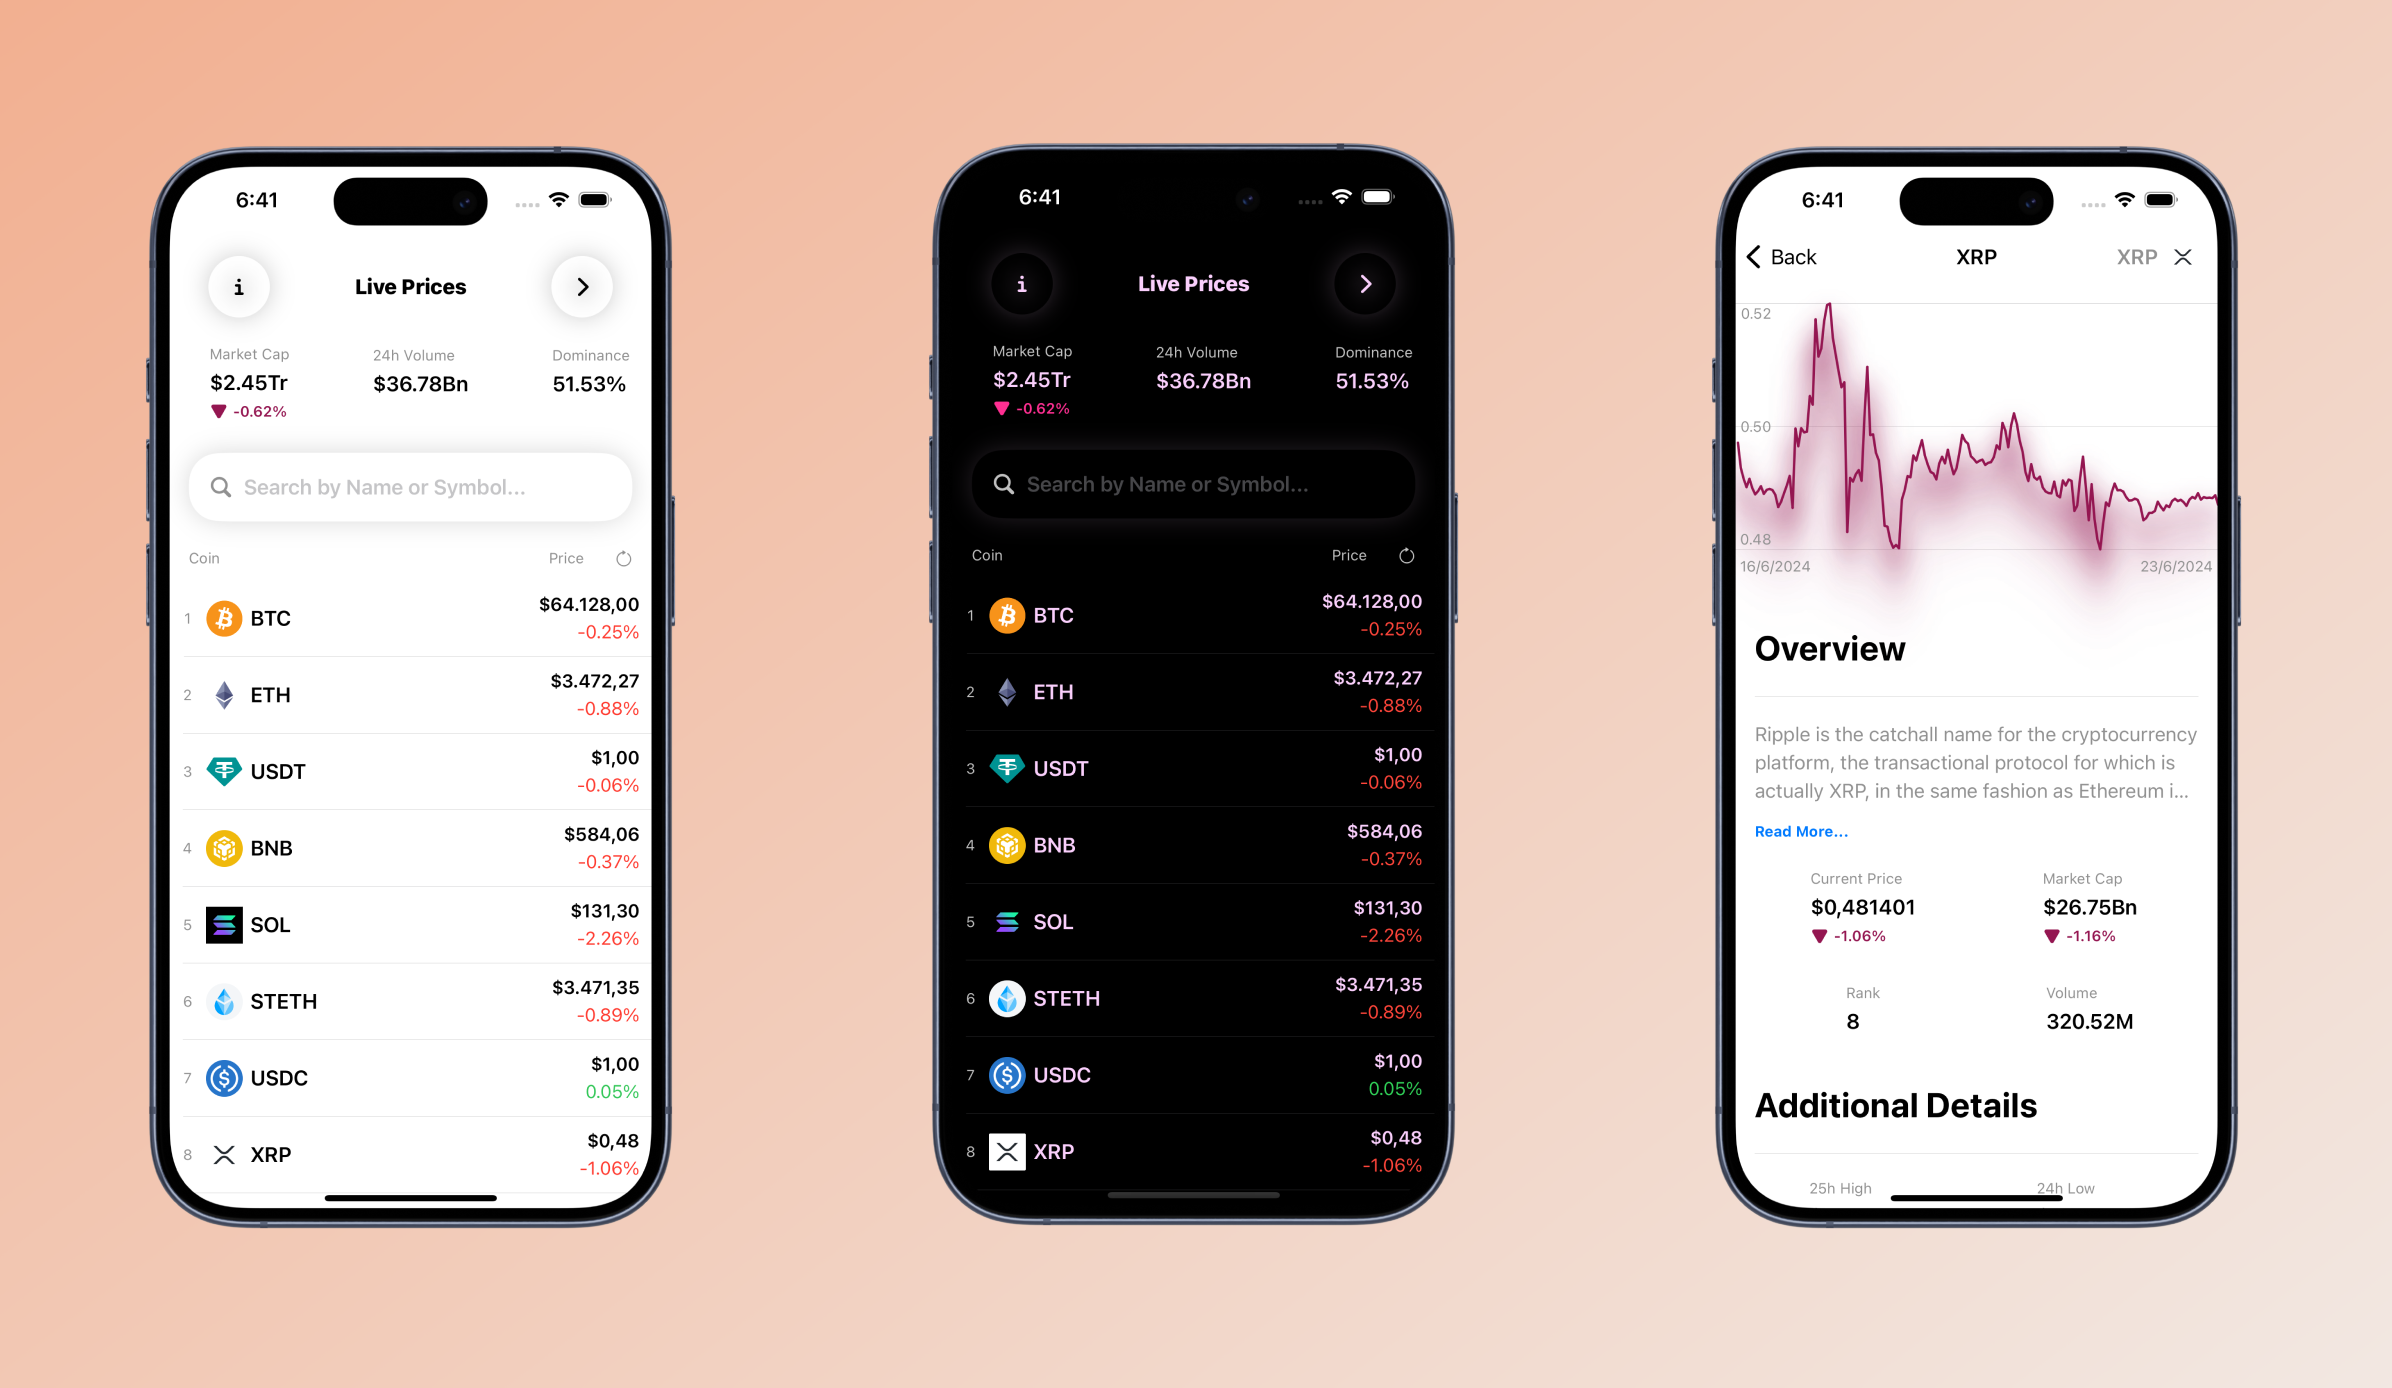 6:41
i
Live Prices
Market Cap
24h Volume
Dominance
$2.45Tr
$36.78Bn
51.53%
-0.62%
Search by Name or Symbol...
Coin
Price
1 BTC $64.128,00
-0.25%
2 ETH $3.472,27
-0.88%
3 USDT $1,00
-0.06%
4 BNB $584,06
-0.37%
5 SOL $131,30
-2.26%
6 STETH $3.471,35
-0.89%
7 USDC $1,00
0.05%
8 XRP $0,48
-1.06%
6:41
i
Live Prices
Market Cap
24h Volume
Dominance
$2.45Tr
$36.78Bn
51.53%
-0.62%
Search by Name or Symbol...
Coin
Price
1 BTC $64.128,00
-0.25%
2 ETH $3.472,27
-0.88%
3 USDT $1,00
-0.06%
4 BNB $584,06
-0.37%
5 SOL $131,30
-2.26%
6 STETH $3.471,35
-0.89%
7 USDC $1,00
0.05%
8 XRP $0,48
-1.06%
6:41
Back
XRP
XRP
0.52
0.50
0.48
16/6/2024
23/6/2024
Overview
Ripple is the catchall name for the cryptocurrency
platform, the transactional protocol for which is
actually XRP, in the same fashion as Ethereum i...
Read More...
Current Price
Market Cap
$0,481401
$26.75Bn
-1.06%
-1.16%
Rank
Volume
8
320.52M
Additional Details
25h High
24h Low